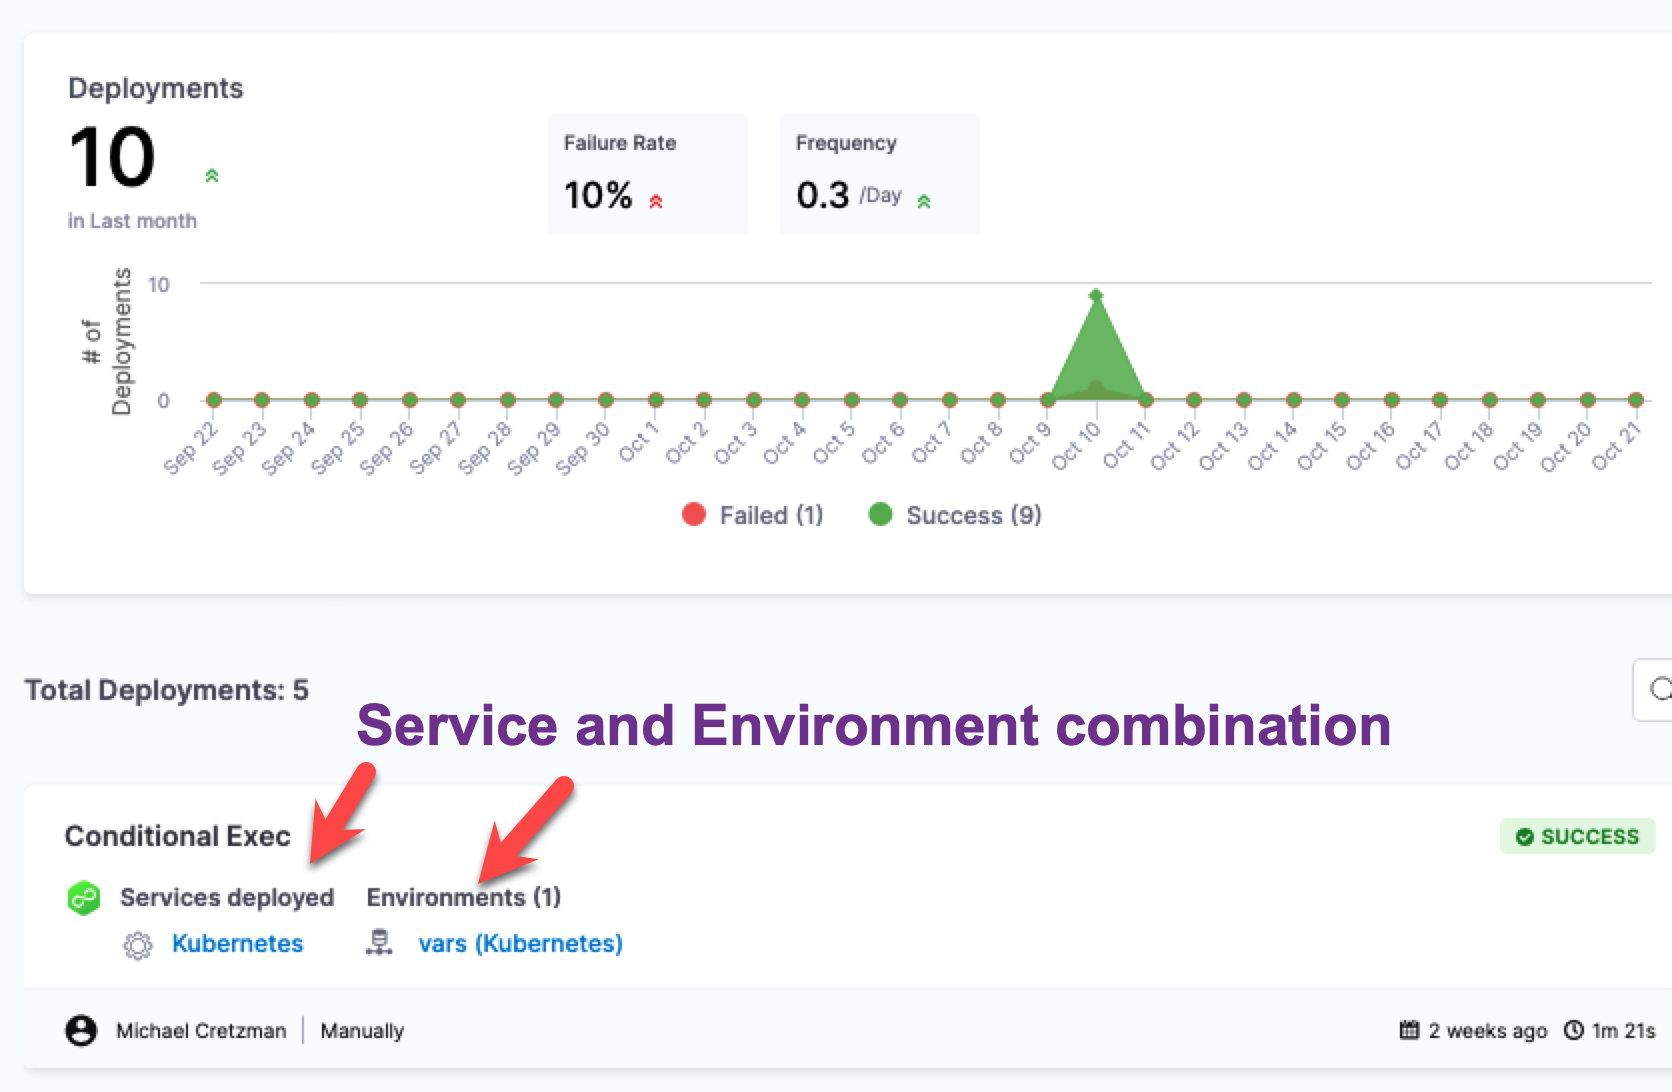 Deployments
10
in Last month
Failure Rate
10%
Frequency
0.3 /Day
# of
Deployments
10
0
Sep 22 Sep 23 Sep 24 Sep 25 Sep 26 Sep 27 Sep 28 Sep 29 Sep 30 Oct 1 Oct 2 Oct 3 Oct 4 Oct 5 Oct 6 Oct 7 Oct 8 Oct 9 Oct 10 Oct 11 Oct 12 Oct 13 Oct 14 Oct 15 Oct 16 Oct 17 Oct 18 Oct 19 Oct 20 Oct 21
Failed (1) Success (9)
Total Deployments: 5
Service and Environment combination
Conditional Exec
SUCCESS
Services deployed Environments (1)
Kubernetes vars (Kubernetes)
Michael Cretzman | Manually
2 weeks ago 1m 21s